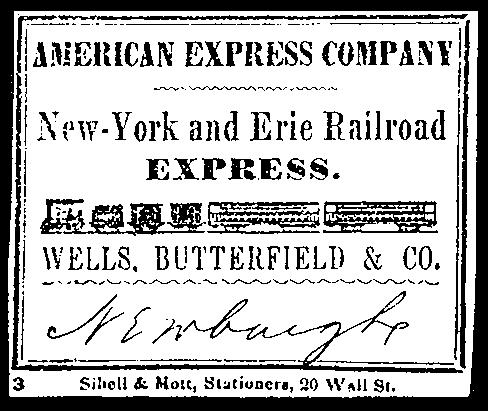 AMERICAN EXPRESS COMPANY
New-York and Erie Railroad
EXPRESS.
WELLS, BUTTERFIELD & CO.
NEwburgh
3 Sibell & Mott, Stationers, 20 Wall St.